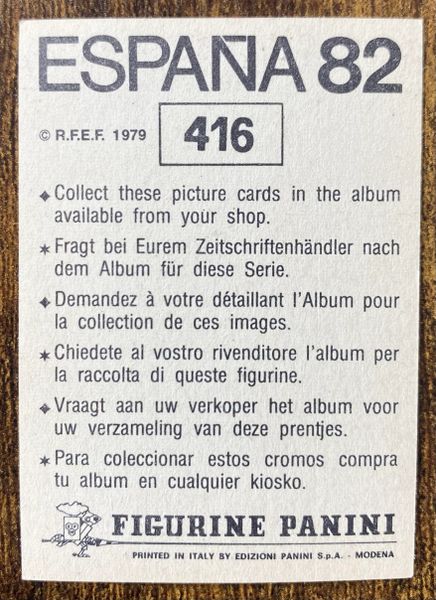 ESPAÑA 82
© R.F.E.F. 1979 416
Collect these picture cards in the album
available from your shop.
Fragt bei Eurem Zeitschriftenhändler nach
dem Album für diese Serie.
Demandez à votre détaillant l'Album pour
la collection de ces images.
Chiedete al vostro rivenditore l'album per
la raccolta di queste figurine.
Vraagt aan uw verkoper het album voor
uw verzameling van deze prentjes.
Para coleccionar estos cromos compra
tu album en cualquier kiosko.
FIGURINE PANINI
PRINTED IN ITALY BY EDIZIONI PANINI S.p.A. - MODENA